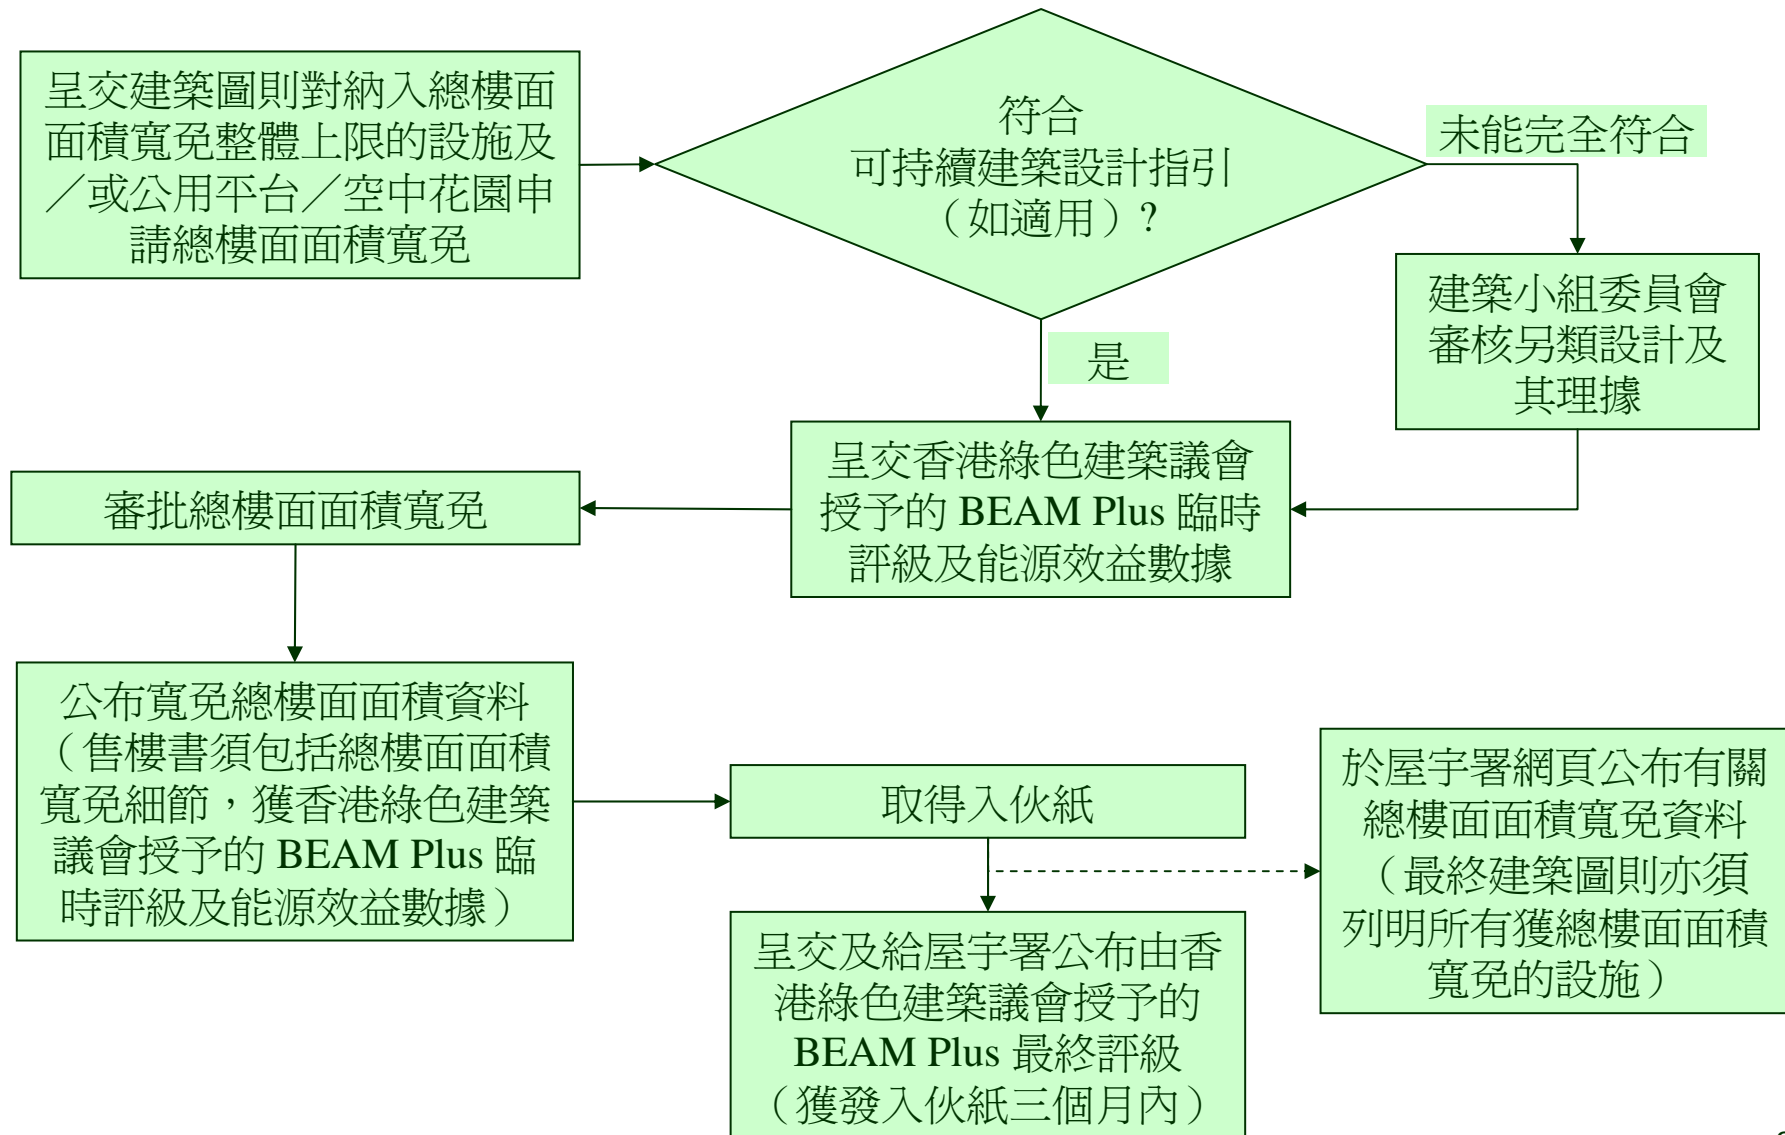 呈交建築圖則對納入總樓面
面積寬免整體上限的設施及
／或公用平台／空中花園申
請總樓面面積寬免
符合
可持續建築設計指引
（如適用）?
未能完全符合
建築小組委員會
審核另類設計及
其理據
是
呈交香港綠色建築議會
授予的 BEAM Plus 臨時
評級及能源效益數據
審批總樓面面積寬免
公布寬免總樓面面積資料
（售樓書須包括總樓面面積
寬免細節，獲香港綠色建築
議會授予的 BEAM Plus 臨
時評級及能源效益數據）
取得入伙紙
於屋宇署網頁公布有關
總樓面面積寬免資料
（最終建築圖則亦須
列明所有獲總樓面面積
寬免的設施）
呈交及給屋宇署公布由香
港綠色建築議會授予的
BEAM Plus 最終評級
（獲發入伙紙三個月內）